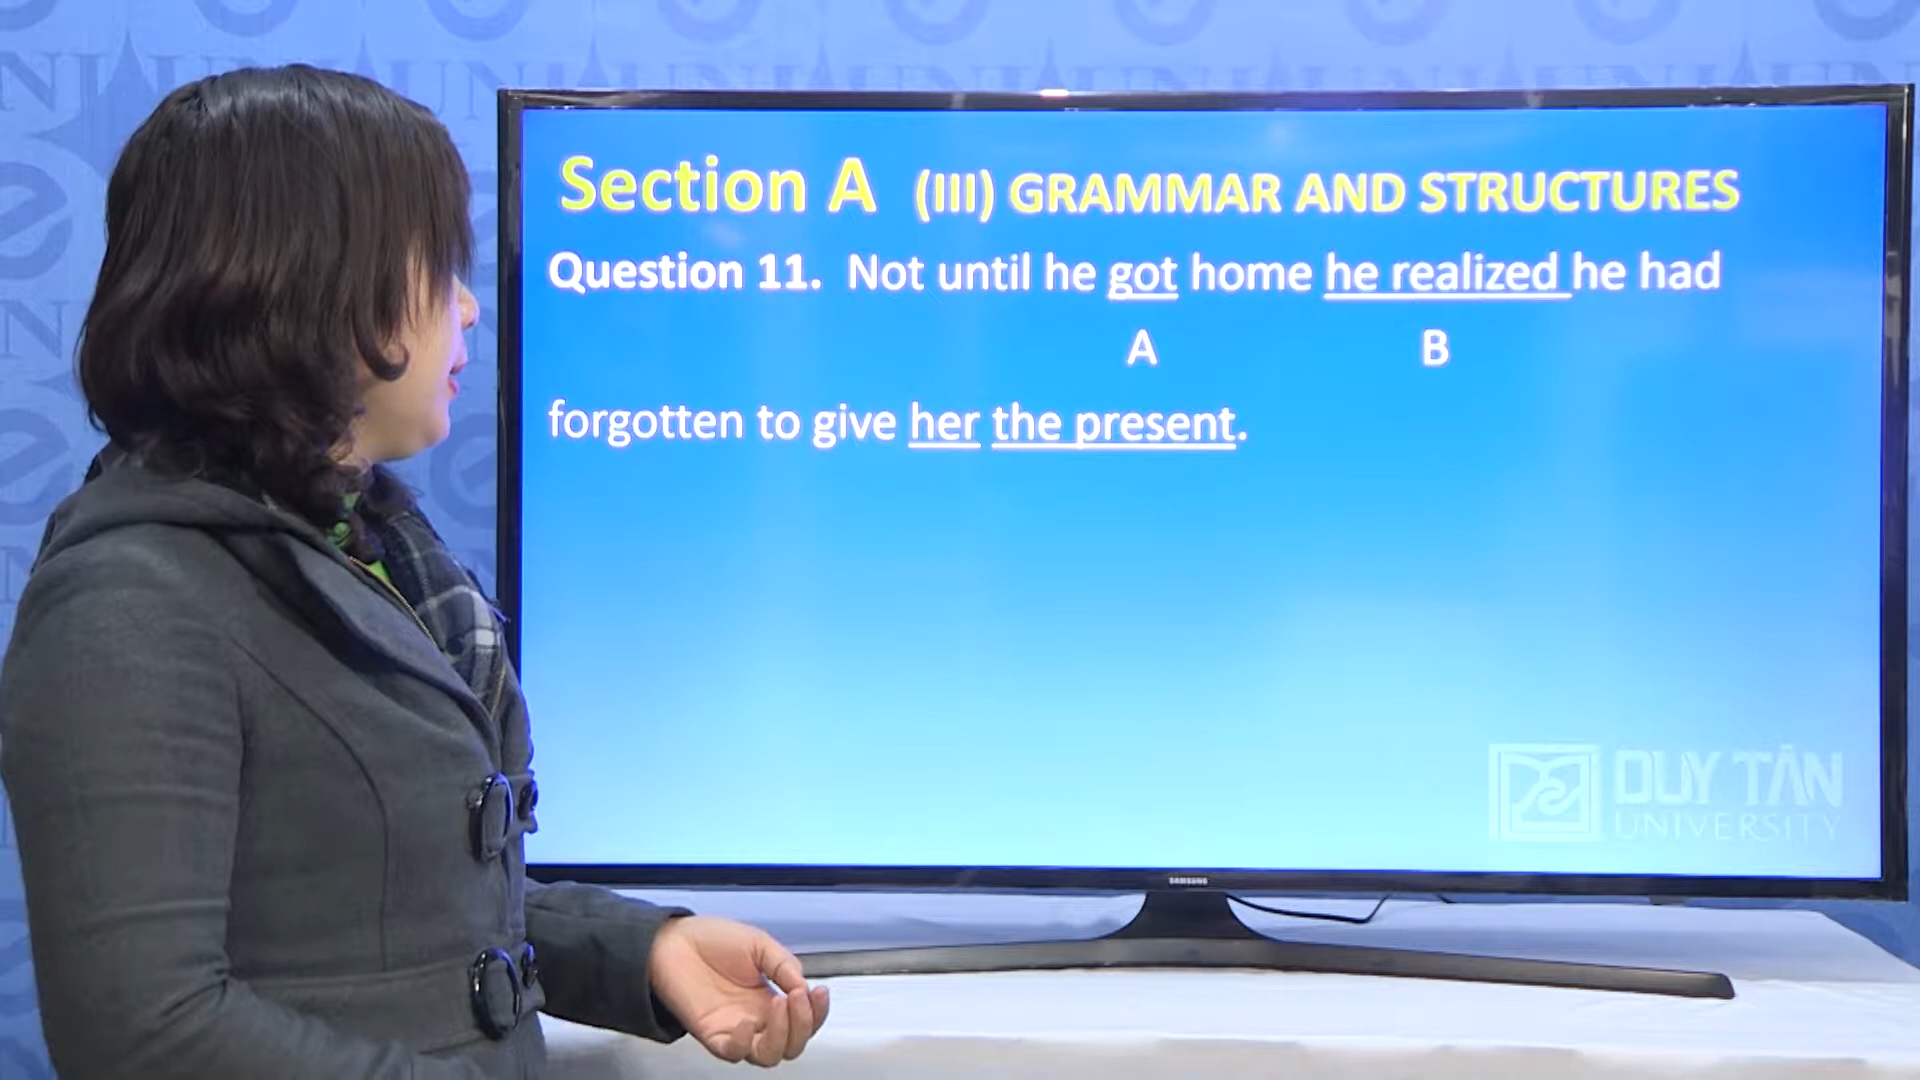 Section A (III) GRAMMAR AND STRUCTURES
Question 11. Not until he got home he realized he had
A B
forgotten to give her the present.
DUY TÂN
UNIVERSITY
SAMSUNG